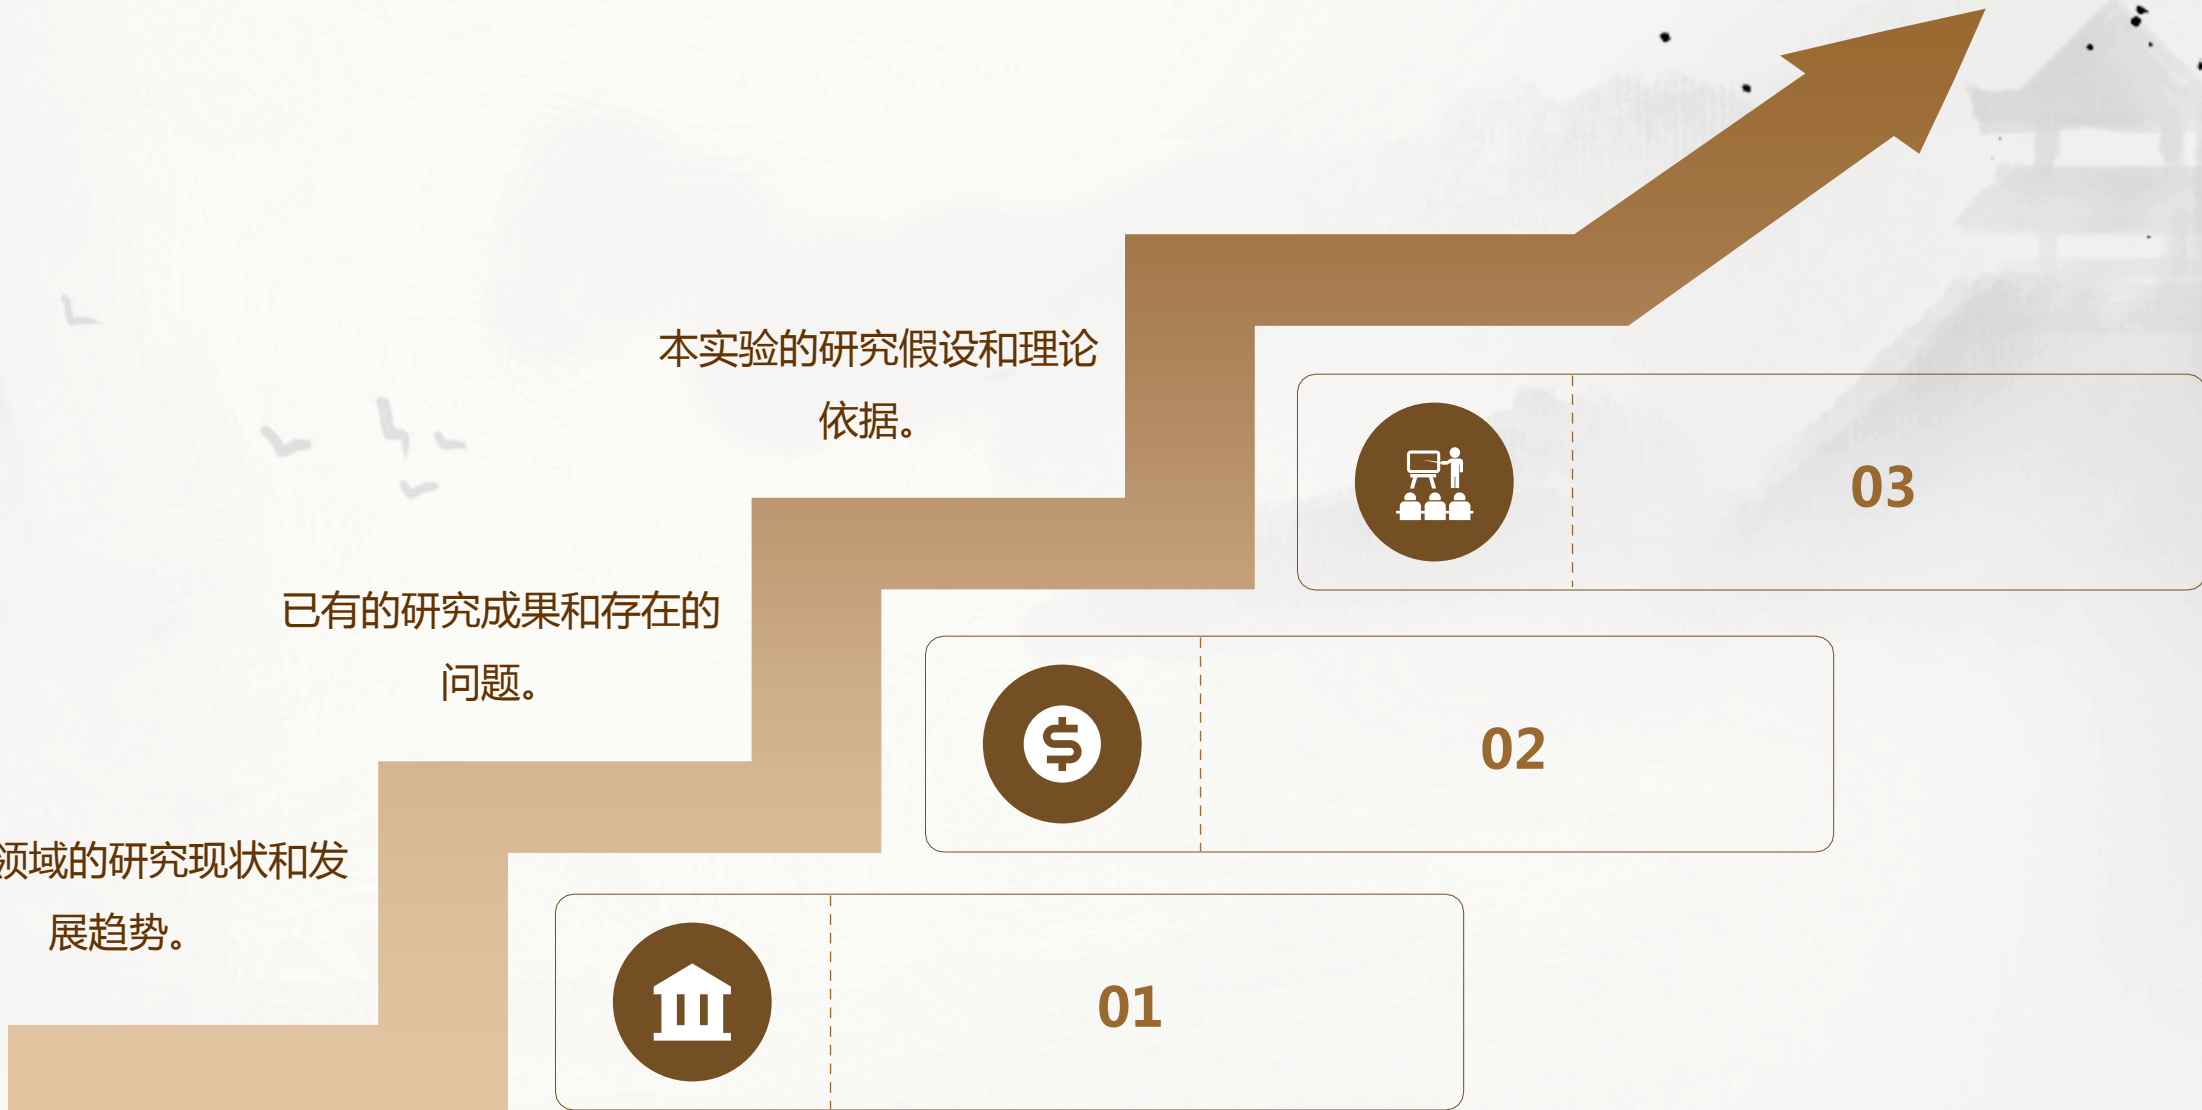 本实验的研究假设和理论
依据。
03
已有的研究成果和存在的
问题。
02
领域的研究现状和发
展趋势。
01